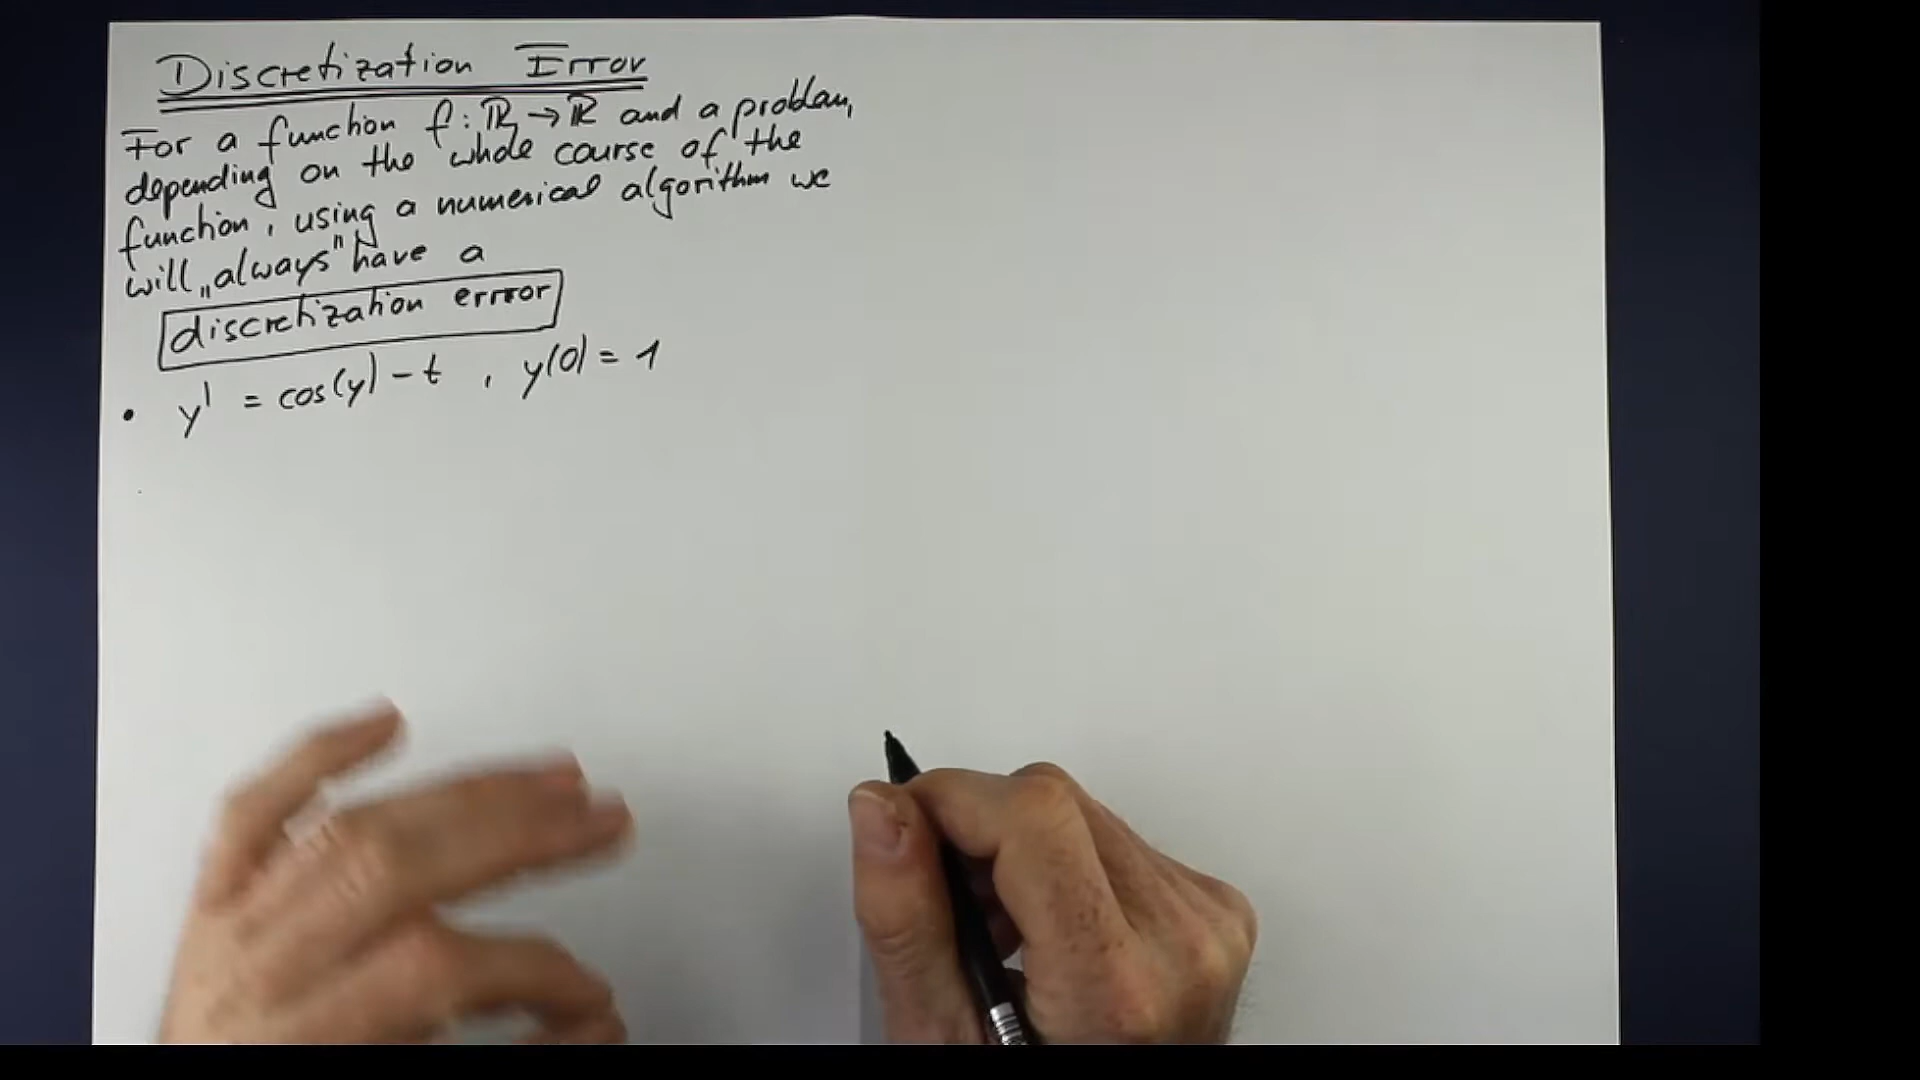 Discretization Error
For a function f: ℝ → ℝ and a problem,
depending on the whole course of the
function, using a numerical algorithm we
will „always" have a
discretization errror
• y' = cos(y) - t , y(0) = 1